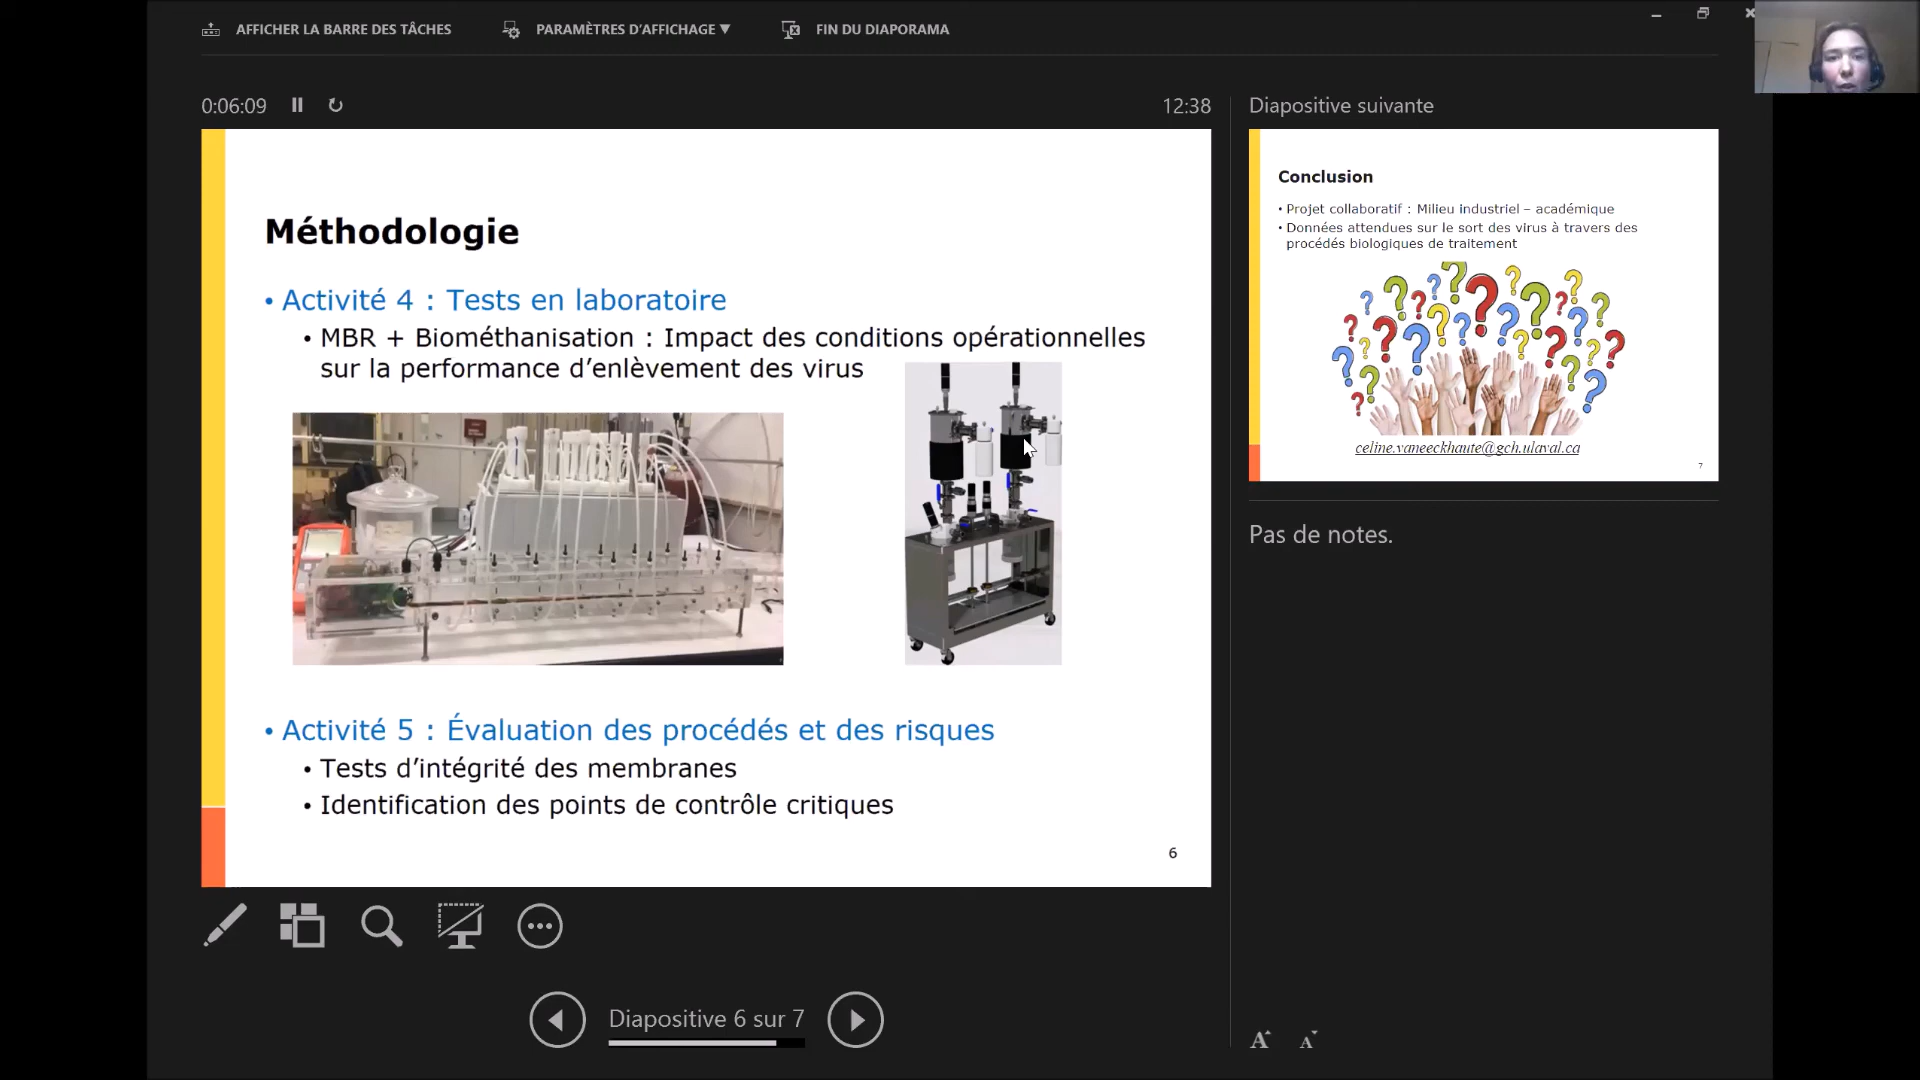 AFFICHER LA BARRE DES TÂCHES
PARAMÈTRES D'AFFICHAGE ▼
FIN DU DIAPORAMA
0:06:09
12:38
Méthodologie
• Activité 4 : Tests en laboratoire
• MBR + Biométhanisation : Impact des conditions opérationnelles
sur la performance d'enlèvement des virus
• Activité 5 : Évaluation des procédés et des risques
• Tests d'intégrité des membranes
• Identification des points de contrôle critiques
6
Diapositive 6 sur 7
Diapositive suivante
Conclusion
• Projet collaboratif : Milieu industriel – académique
• Données attendues sur le sort des virus à travers des
procédés biologiques de traitement
celine.vaneeckhaute@gch.ulaval.ca
7
Pas de notes.
A A